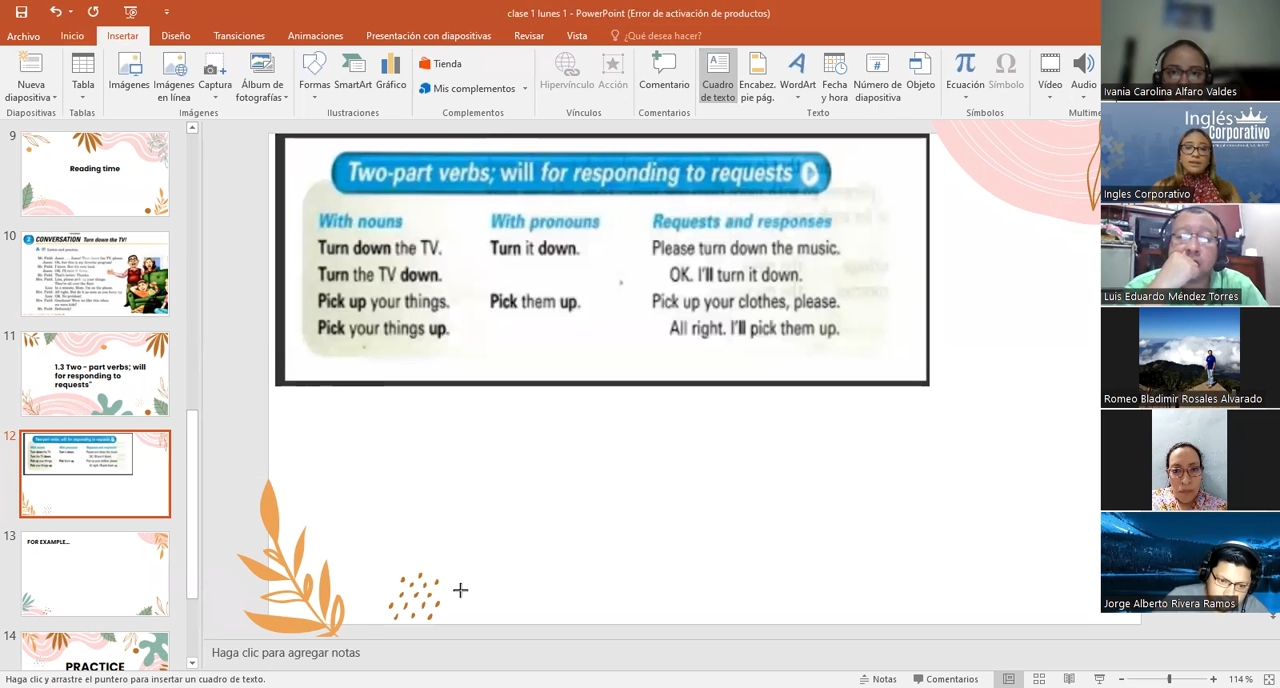 clase 1 lunes 1 - PowerPoint (Error de activación de productos)
Archivo Inicio Insertar Diseño Transiciones Animaciones Presentación con diapositivas Revisar Vista ¿Qué desea hacer?
Nueva diapositiva
Tabla
Imágenes
Imágenes en línea
Captura
Álbum de fotografías
Formas
SmartArt
Gráfico
Tienda
Mis complementos
Hipervínculo
Acción
Comentario
Cuadro de texto
Encabez. pie pág.
WordArt
Fecha y hora
Número de diapositiva
Objeto
Ecuación
Símbolo
Vídeo
Audio
Diapositivas Tablas Imágenes Ilustraciones Complementos Vínculos Comentarios Texto Símbolos Multime
9
Reading time
10
CONVERSATION Turn down the TV!
11
1.3 Two - part verbs; will
for responding to
requests"
12
13
FOR EXAMPLE...
14
PRACTICE
Two-part verbs; will for responding to requests
With nouns With pronouns Requests and responses
Turn down the TV. Turn it down. Please turn down the music.
Turn the TV down. OK. I'll turn it down.
Pick up your things. Pick them up. Pick up your clothes, please.
Pick your things up. All right. I'll pick them up.
Ivania Carolina Alfaro Valdes
Inglés
Corporativo
Ingles Corporativo
Luis Eduardo Méndez Torres
Romeo Bladimir Rosales Alvarado
Jorge Alberto Rivera Ramos
Haga clic para agregar notas
Haga clic y arrastre el puntero para insertar un cuadro de texto.
Notas Comentarios 114 %